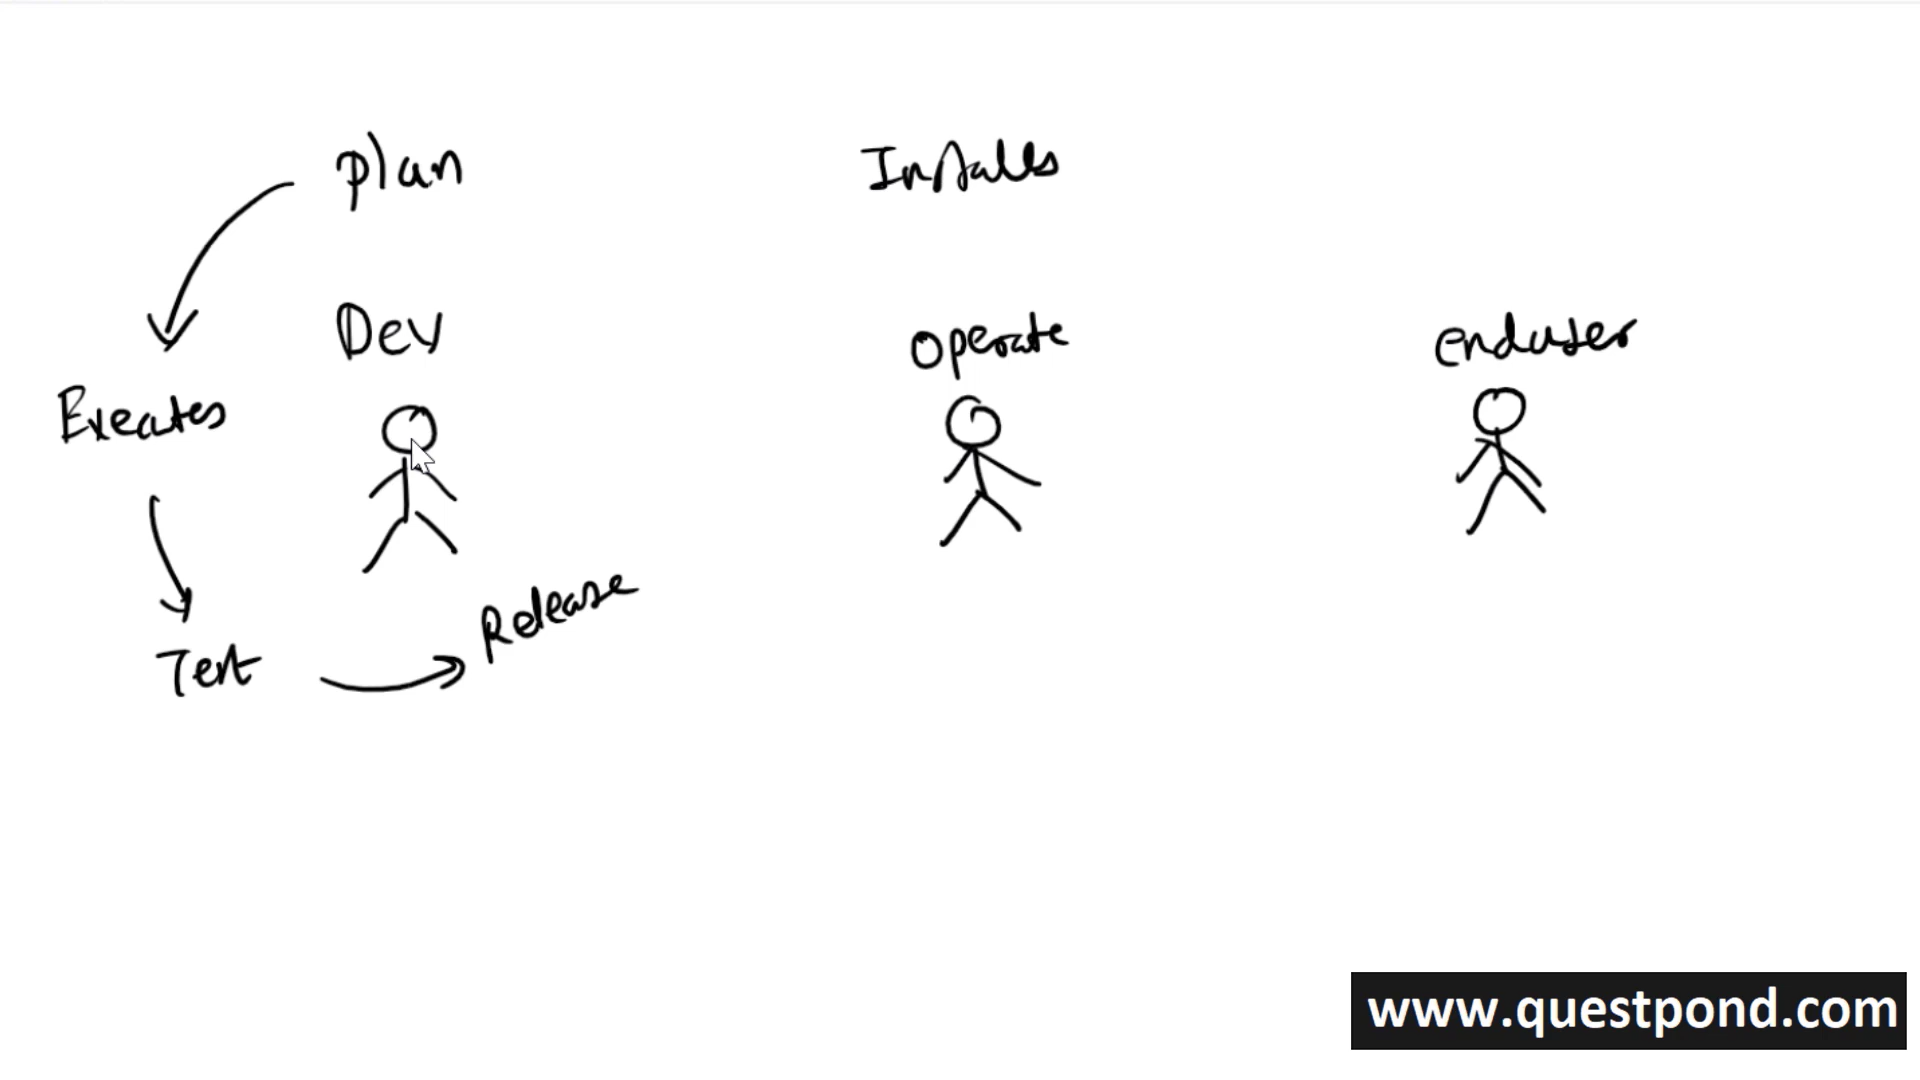 Plan
Installs
Dev
Operate
enduser
Executes
Release
Test
www.questpond.com